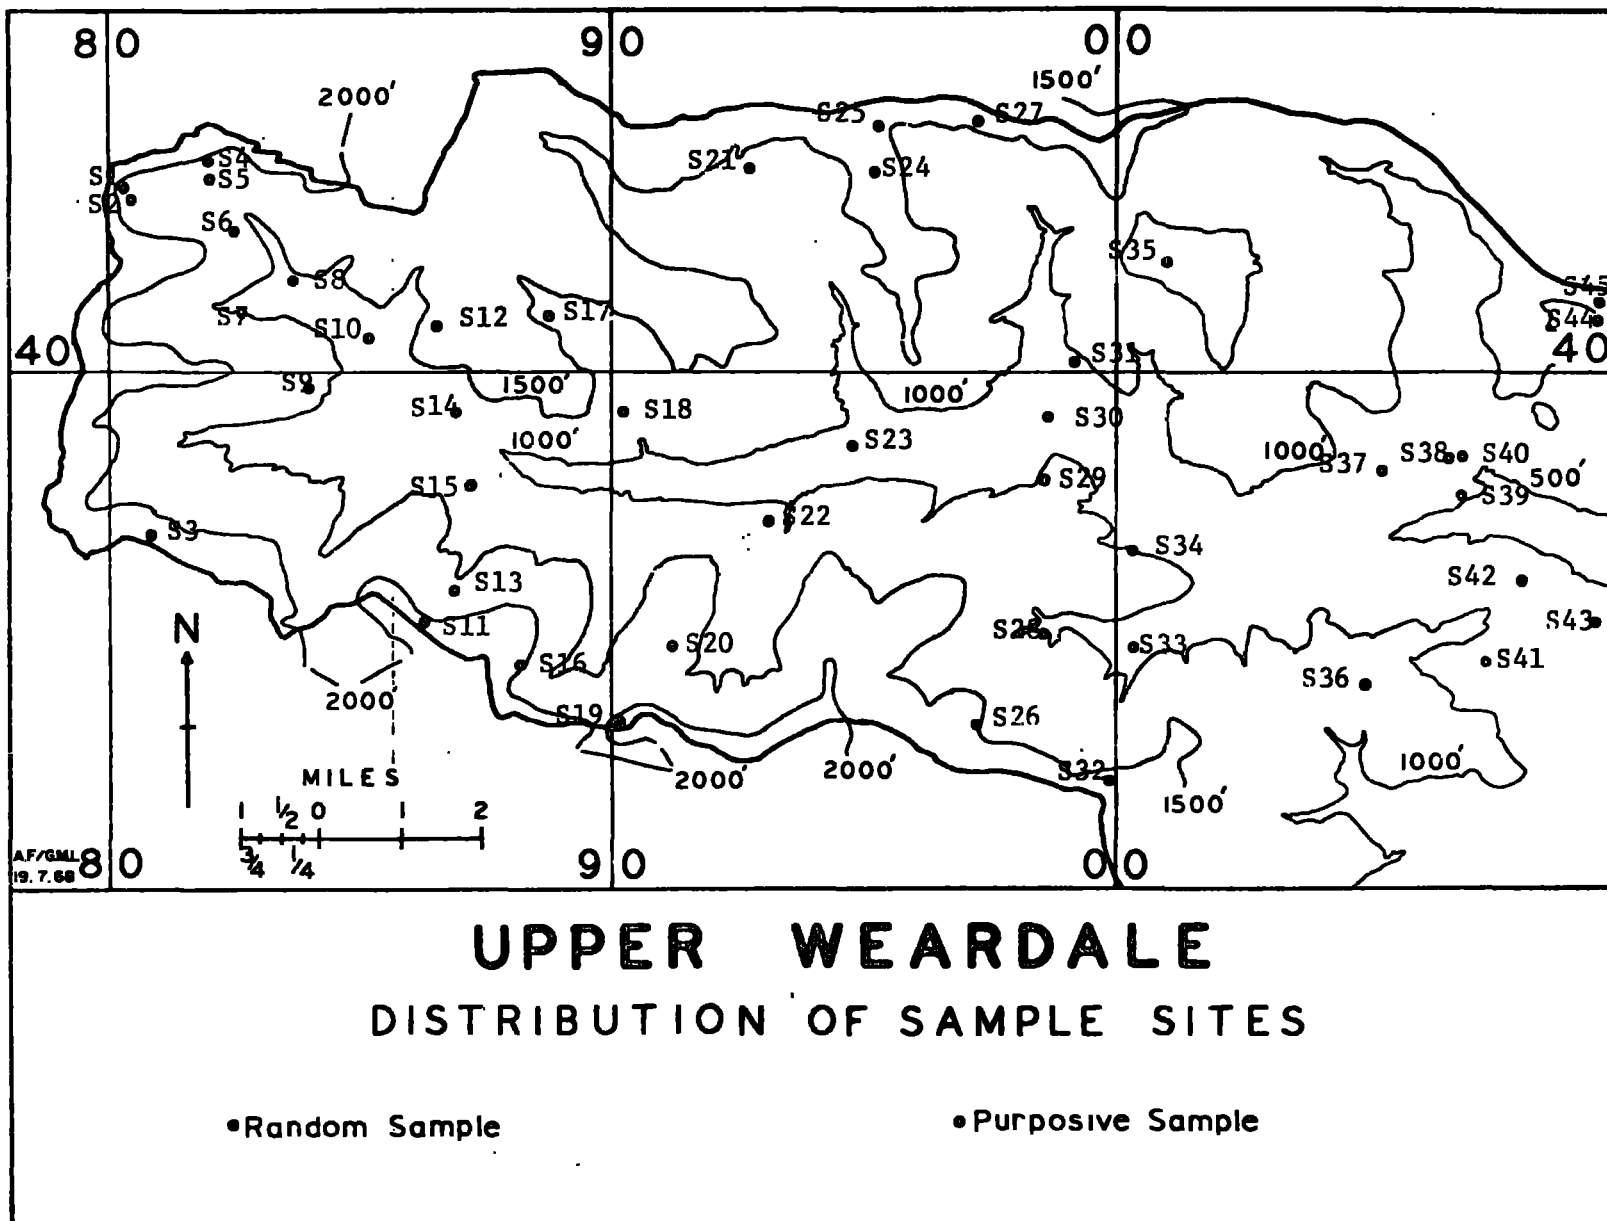 80 90 00
2000' 1500'
S25 S27
S4 S21 S24
S1 S5
S2
S6
S35
S8
S45
S7 S10 S12 S17 S44
40 S31 40
S9 1500' 1000'
S14 S18 S30
1000' S23 1000' S37 S38 S40
S15 S29 500'
S39
S22
S3 S34
S13 S42
N S11 S28 S43
S16 S20 S33 S41
2000' S36
S19 S26
MILES 2000' 2000' S32 1000'
1 1/2 0 1 2 1500'
3/4 1/4
A.F/G.M.L 80 90 00
19.7.68
UPPER WEARDALE
DISTRIBUTION OF SAMPLE SITES
Random Sample Purposive Sample